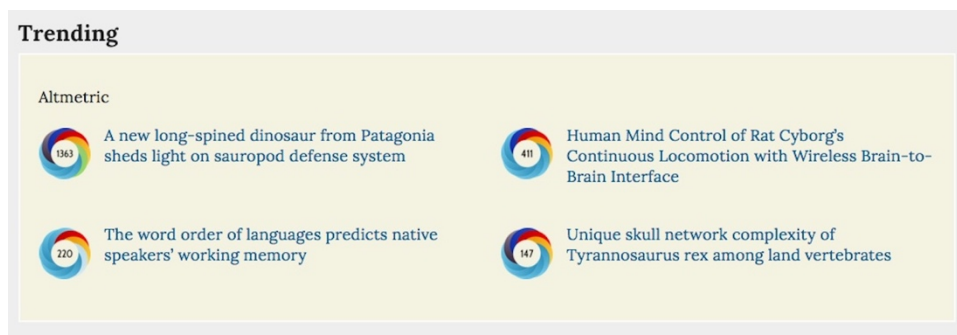 Trending
Altmetric
1363
A new long-spined dinosaur from Patagonia
sheds light on sauropod defense system
411
Human Mind Control of Rat Cyborg’s
Continuous Locomotion with Wireless Brain-to-
Brain Interface
220
The word order of languages predicts native
speakers’ working memory
147
Unique skull network complexity of
Tyrannosaurus rex among land vertebrates